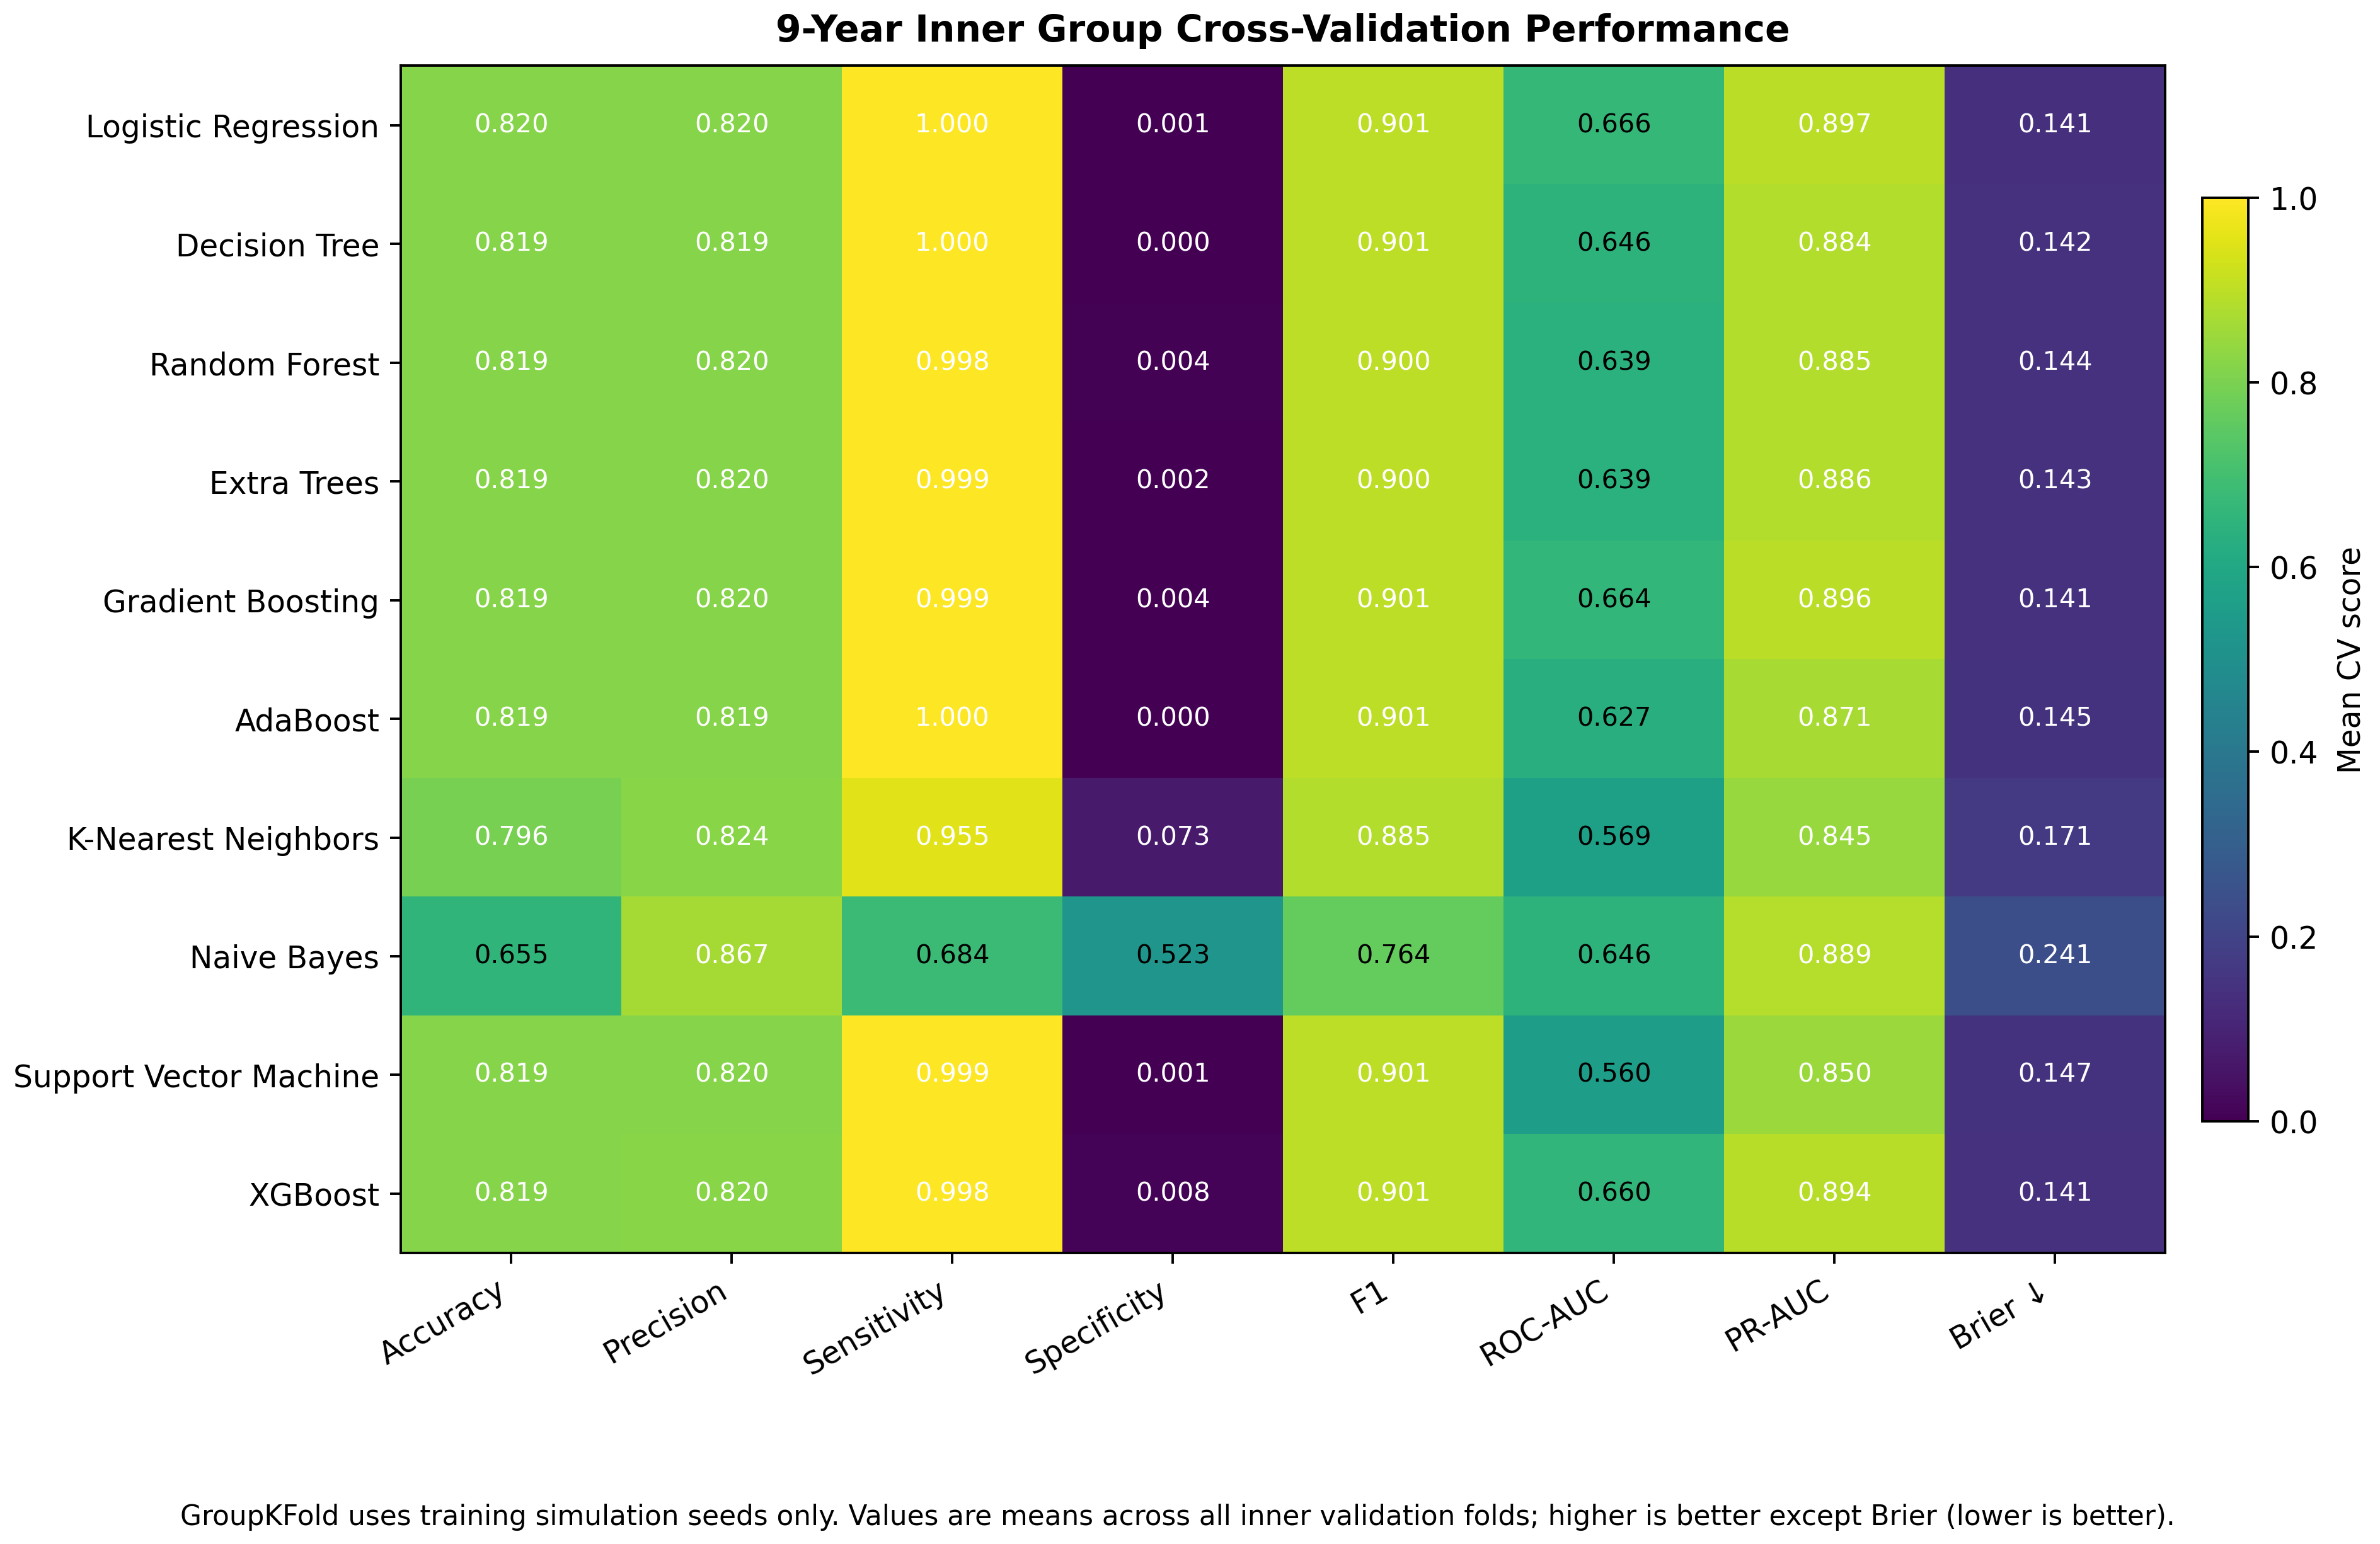 9-Year Inner Group Cross-Validation Performance
Logistic Regression 0.820 0.820 1.000 0.001 0.901 0.666 0.897 0.141
Decision Tree 0.819 0.819 1.000 0.000 0.901 0.646 0.884 0.142
Random Forest 0.819 0.820 0.998 0.004 0.900 0.639 0.885 0.144
Extra Trees 0.819 0.820 0.999 0.002 0.900 0.639 0.886 0.143
Gradient Boosting 0.819 0.820 0.999 0.004 0.901 0.664 0.896 0.141
AdaBoost 0.819 0.819 1.000 0.000 0.901 0.627 0.871 0.145
K-Nearest Neighbors 0.796 0.824 0.955 0.073 0.885 0.569 0.845 0.171
Naive Bayes 0.655 0.867 0.684 0.523 0.764 0.646 0.889 0.241
Support Vector Machine 0.819 0.820 0.999 0.001 0.901 0.560 0.850 0.147
XGBoost 0.819 0.820 0.998 0.008 0.901 0.660 0.894 0.141
Accuracy Precision Sensitivity Specificity F1 ROC-AUC PR-AUC Brier ↓
1.0
0.8
0.6
0.4
0.2
0.0
Mean CV score
GroupKFold uses training simulation seeds only. Values are means across all inner validation folds; higher is better except Brier (lower is better).